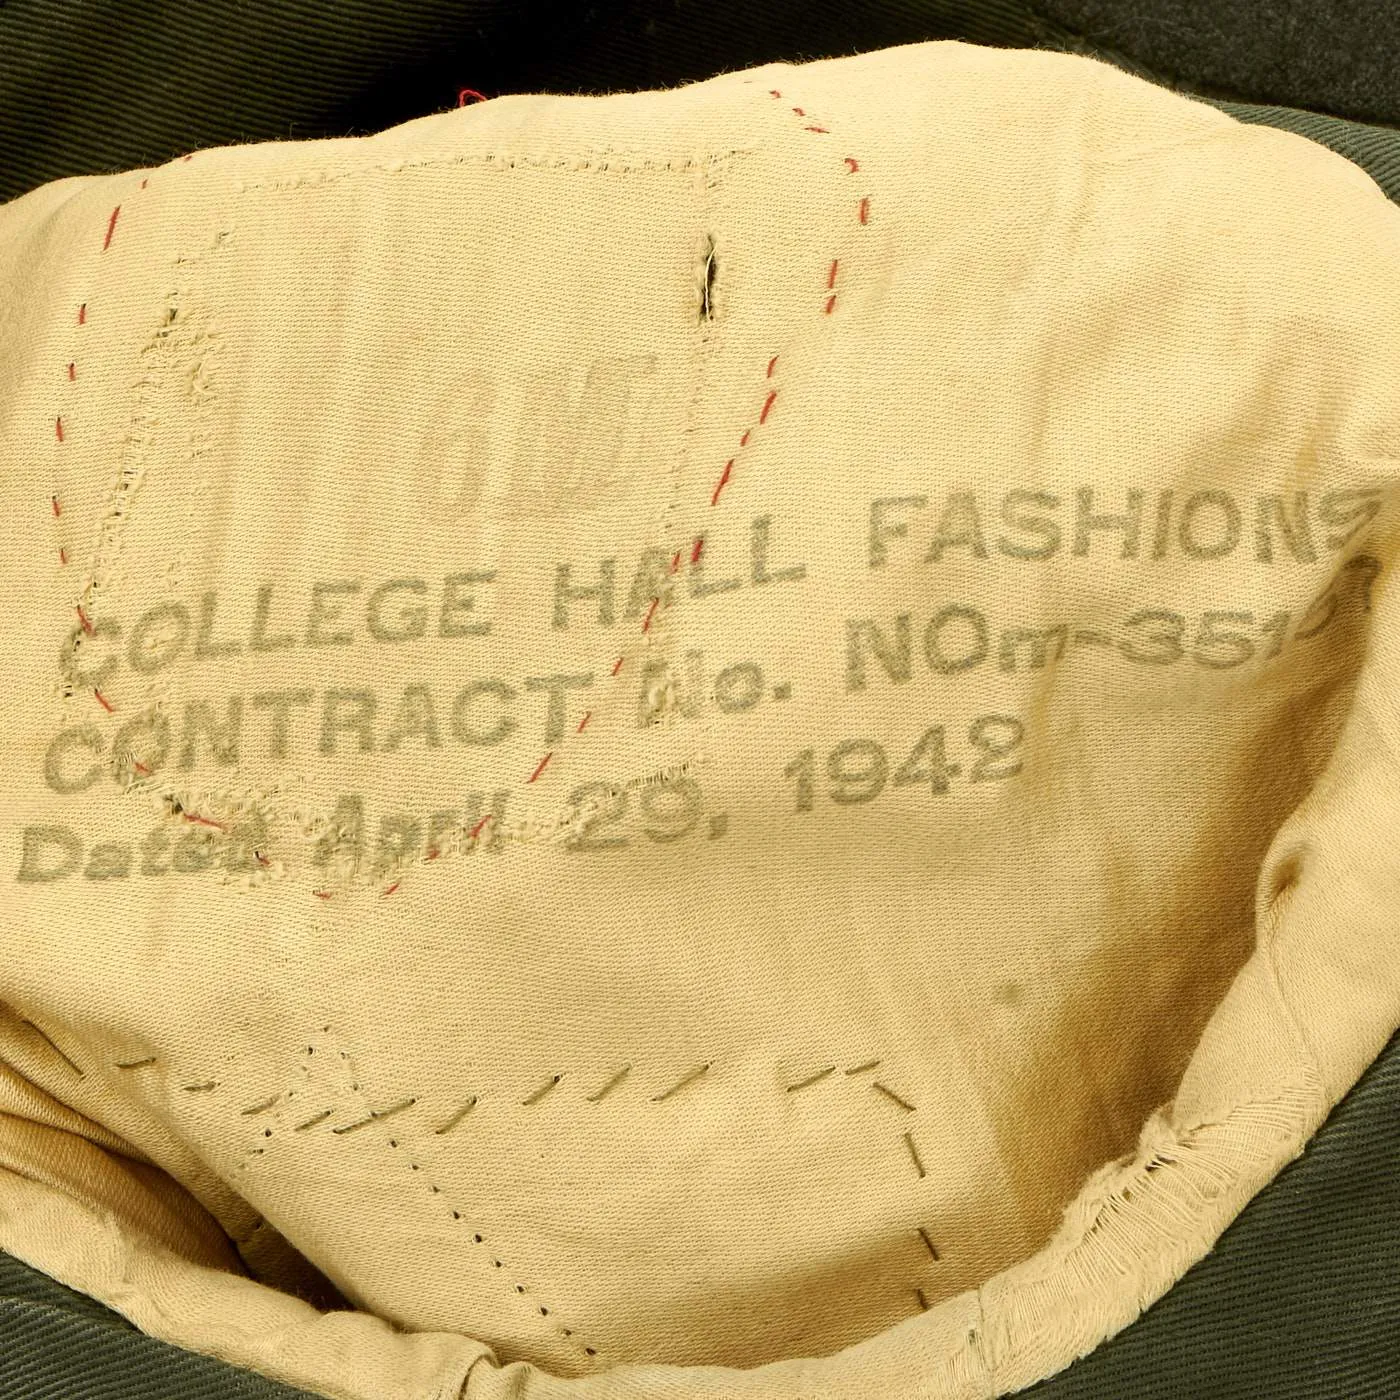 COLLEGE HALL FASHIONS
CONTRACT No. NOm-351
Dated April 29, 1942